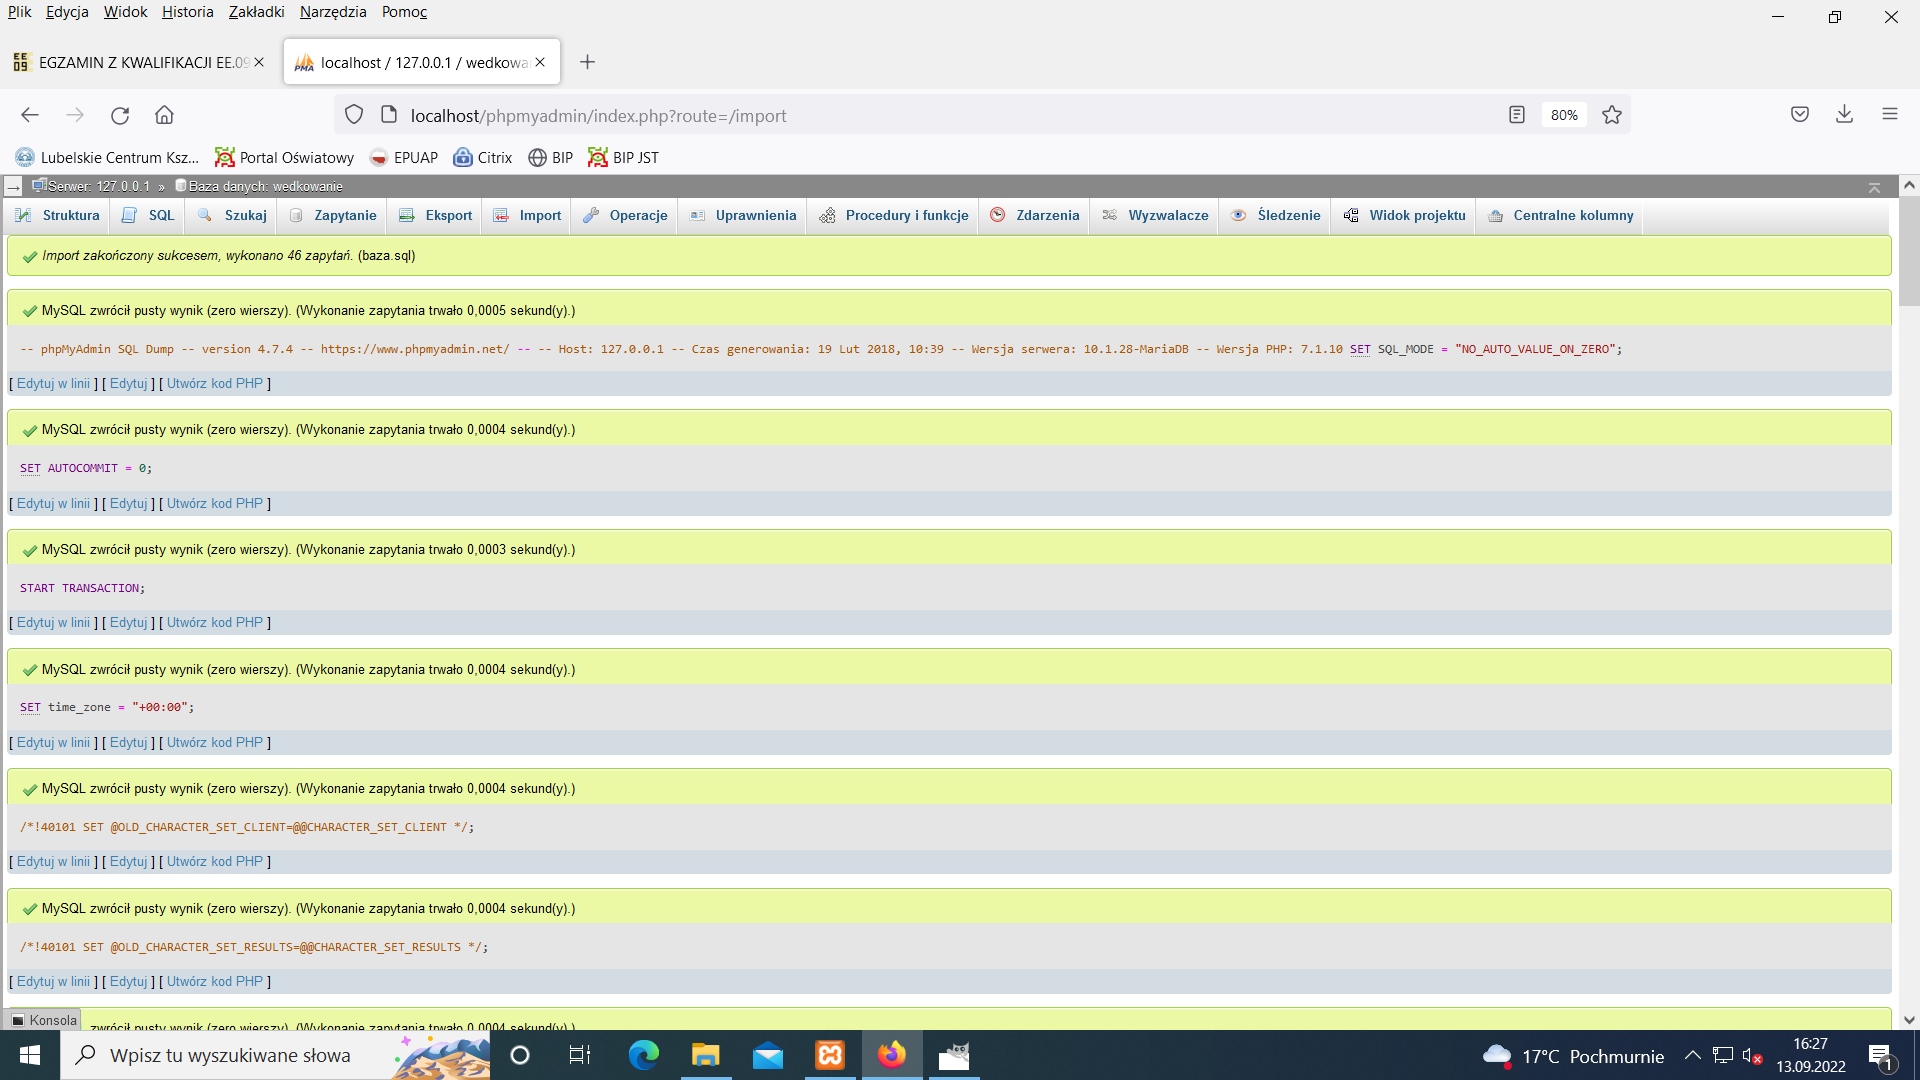 Plik Edycja Widok Historia Zakładki Narzędzia Pomoc
EGZAMIN Z KWALIFIKACJI EE.09
localhost / 127.0.0.1 / wedkowa
localhost/phpmyadmin/index.php?route=/import
80%
Lubelskie Centrum Ksz... Portal Oświatowy EPUAP Citrix BIP BIP JST
Serwer: 127.0.0.1 » Baza danych: wedkowanie
Struktura SQL Szukaj Zapytanie Eksport Import Operacje Uprawnienia Procedury i funkcje Zdarzenia Wyzwalacze Śledzenie Widok projektu Centralne kolumny
Import zakończony sukcesem, wykonano 46 zapytań. (baza.sql)
MySQL zwrócił pusty wynik (zero wierszy). (Wykonanie zapytania trwało 0,0005 sekund(y).)
-- phpMyAdmin SQL Dump -- version 4.7.4 -- https://www.phpmyadmin.net/ -- -- Host: 127.0.0.1 -- Czas generowania: 19 Lut 2018, 10:39 -- Wersja serwera: 10.1.28-MariaDB -- Wersja PHP: 7.1.10 SET SQL_MODE = "NO_AUTO_VALUE_ON_ZERO";
[ Edytuj w linii ] [ Edytuj ] [ Utwórz kod PHP ]
MySQL zwrócił pusty wynik (zero wierszy). (Wykonanie zapytania trwało 0,0004 sekund(y).)
SET AUTOCOMMIT = 0;
[ Edytuj w linii ] [ Edytuj ] [ Utwórz kod PHP ]
MySQL zwrócił pusty wynik (zero wierszy). (Wykonanie zapytania trwało 0,0003 sekund(y).)
START TRANSACTION;
[ Edytuj w linii ] [ Edytuj ] [ Utwórz kod PHP ]
MySQL zwrócił pusty wynik (zero wierszy). (Wykonanie zapytania trwało 0,0004 sekund(y).)
SET time_zone = "+00:00";
[ Edytuj w linii ] [ Edytuj ] [ Utwórz kod PHP ]
MySQL zwrócił pusty wynik (zero wierszy). (Wykonanie zapytania trwało 0,0004 sekund(y).)
/*!40101 SET @OLD_CHARACTER_SET_CLIENT=@@CHARACTER_SET_CLIENT */;
[ Edytuj w linii ] [ Edytuj ] [ Utwórz kod PHP ]
MySQL zwrócił pusty wynik (zero wierszy). (Wykonanie zapytania trwało 0,0004 sekund(y).)
/*!40101 SET @OLD_CHARACTER_SET_RESULTS=@@CHARACTER_SET_RESULTS */;
[ Edytuj w linii ] [ Edytuj ] [ Utwórz kod PHP ]
Konsola zwrócił pusty wynik (zero wierszy). (Wykonanie zapytania trwało 0,0004 sekund(y).)
Wpisz tu wyszukiwane słowa
17°C Pochmurnie
16:27
13.09.2022
1